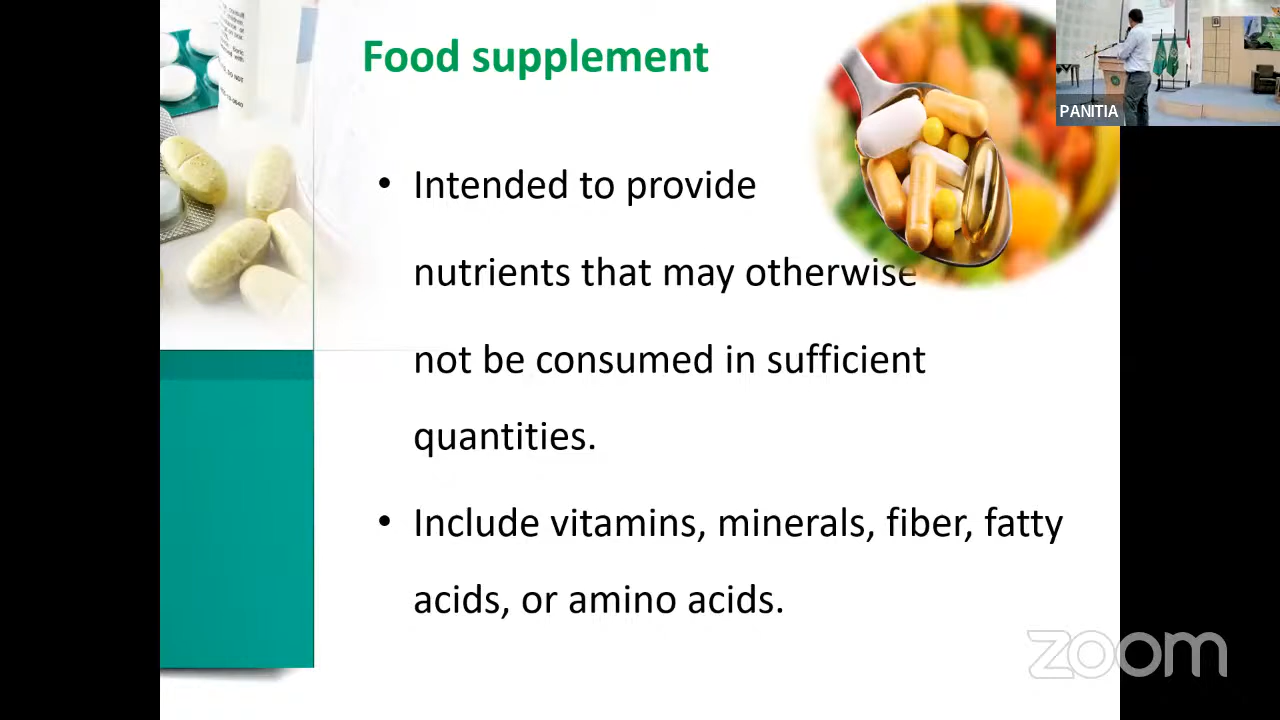 Food supplement
PANITIA
• Intended to provide
nutrients that may otherwise
not be consumed in sufficient
quantities.
• Include vitamins, minerals, fiber, fatty
acids, or amino acids.
zoom